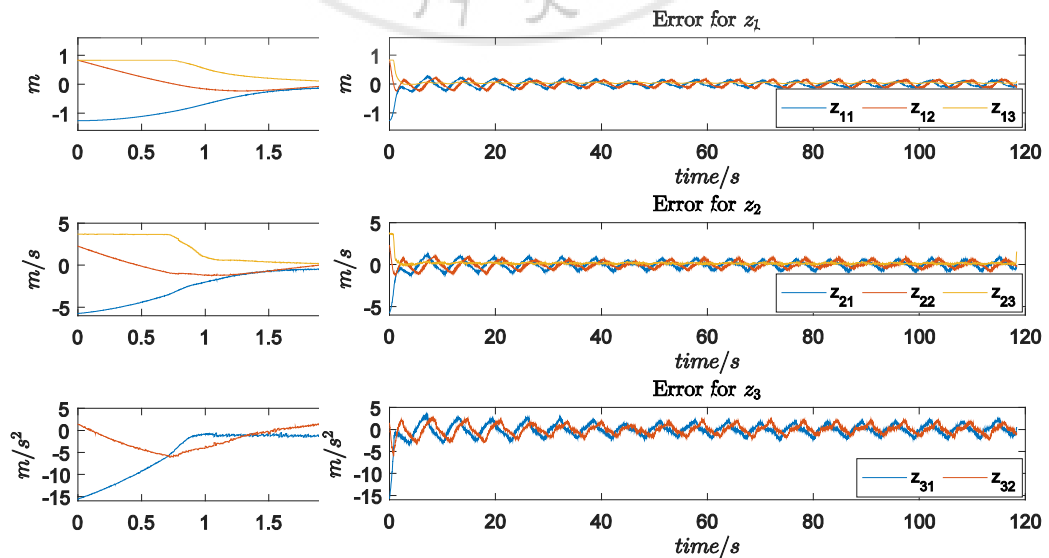 Error for z₁
m
1
0
-1
0 0.5 1 1.5
m
1
0
-1
z₁₁ z₁₂ z₁₃
0 20 40 60 80 100 120
time/s
Error for z₂
m/s
5
0
-5
0 0.5 1 1.5
m/s
5
0
-5
z₂₁ z₂₂ z₂₃
0 20 40 60 80 100 120
time/s
Error for z₃
m/s²
5
0
-5
-10
-15
0 0.5 1 1.5
m/s²
5
0
-5
-10
-15
z₃₁ z₃₂
0 20 40 60 80 100 120
time/s